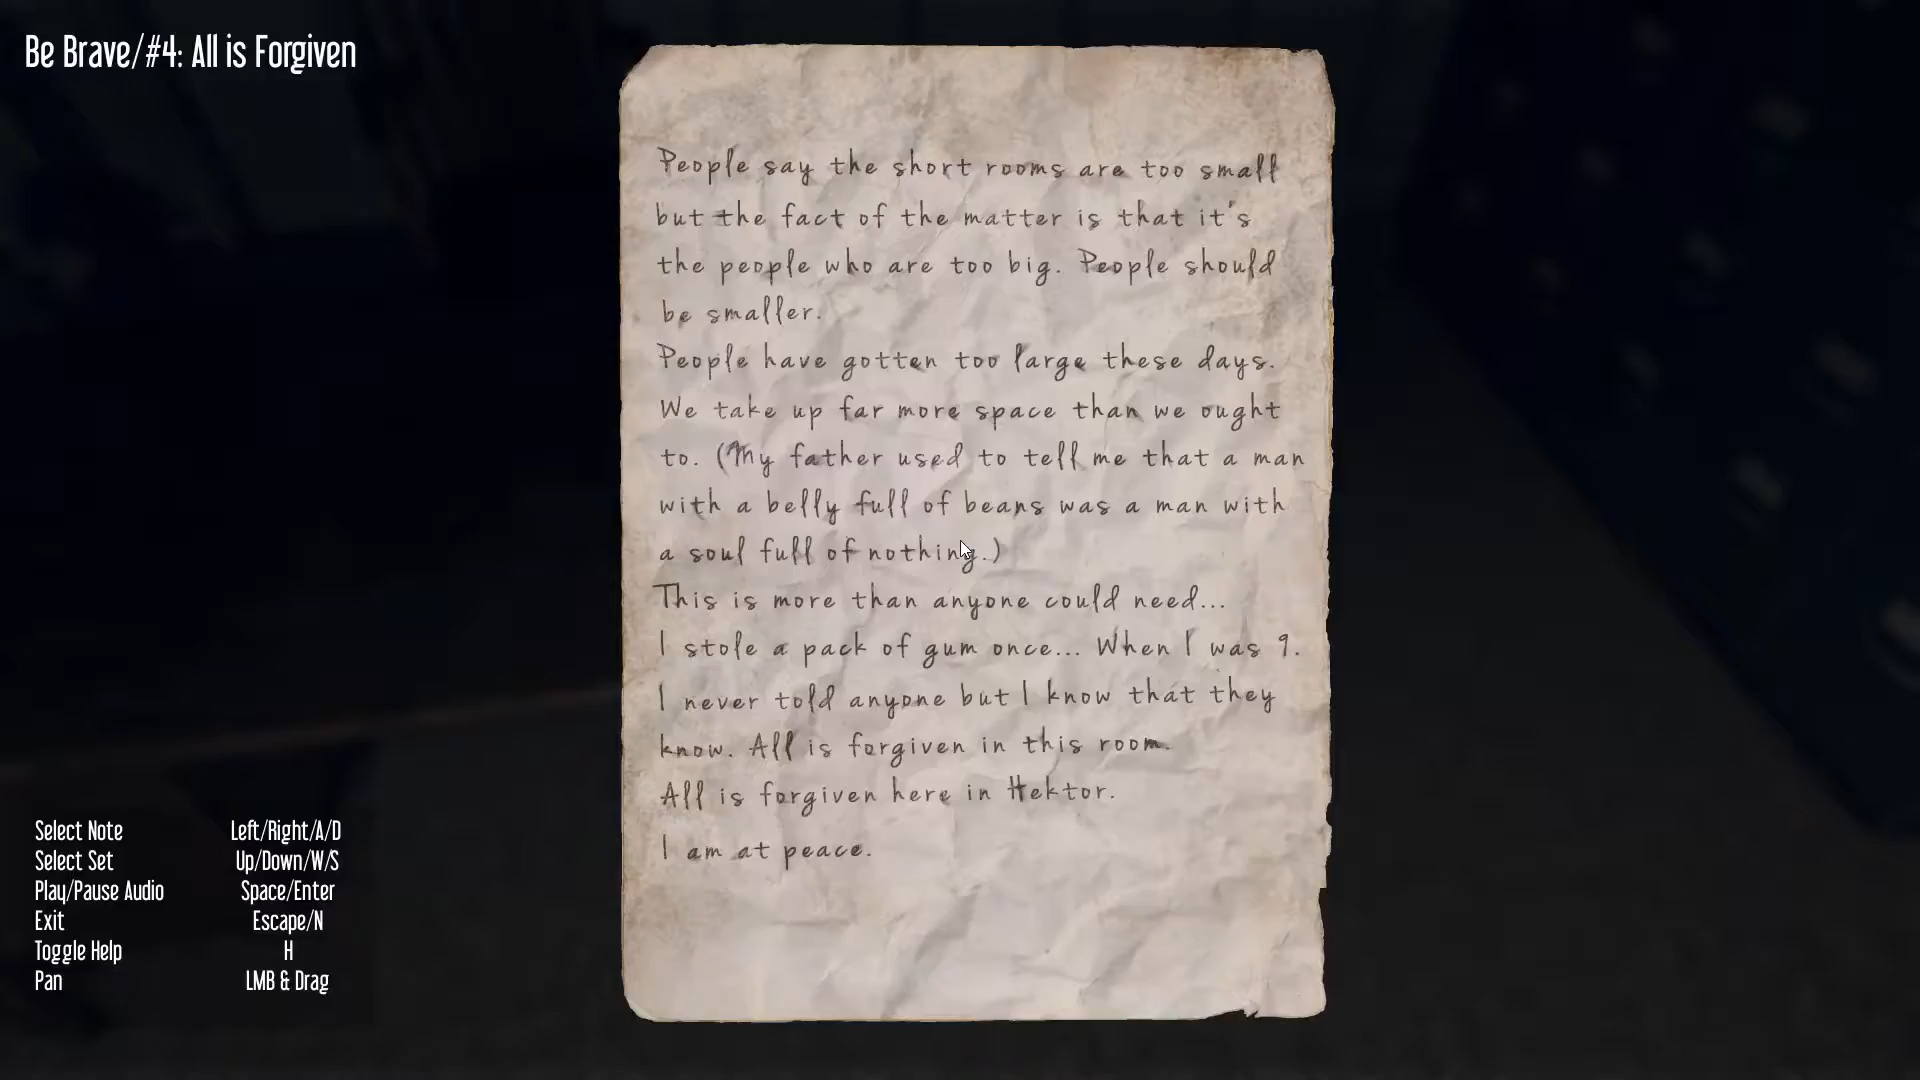 Be Brave/#4: All is Forgiven
People say the short rooms are too small
but the fact of the matter is that it's
the people who are too big. People should
be smaller.
People have gotten too large these days.
We take up far more space than we ought
to. (My father used to tell me that a man
with a belly full of beans was a man with
a soul full of nothing.)
This is more than anyone could need...
I stole a pack of gum once... When I was 9.
I never told anyone but I know that they
know. All is forgiven in this room.
All is forgiven here in Hektor.
I am at peace.
Select Note Left/Right/A/D
Select Set Up/Down/W/S
Play/Pause Audio Space/Enter
Exit Escape/N
Toggle Help H
Pan LMB & Drag